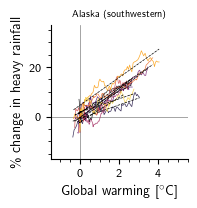 Alaska (southwestern)
% change in heavy rainfall
20
0
0
2
4
Global warming [°C]